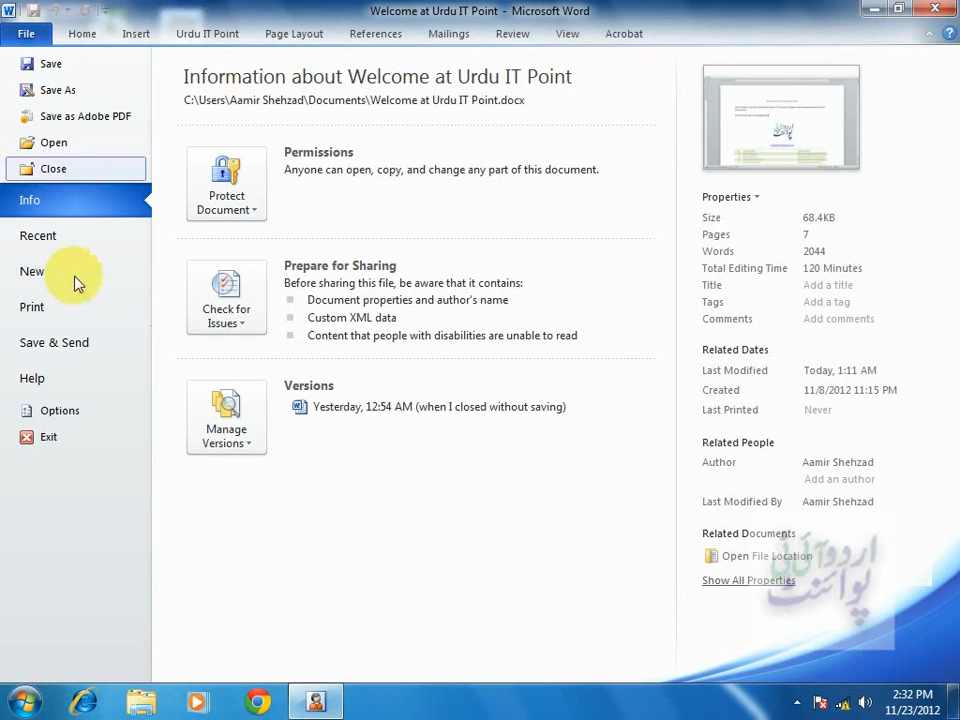 Welcome at Urdu IT Point - Microsoft Word
File Home Insert Urdu IT Point Page Layout References Mailings Review View Acrobat
Save
Save As
Save as Adobe PDF
Open
Close
Info
Recent
New
Print
Save & Send
Help
Options
Exit
Information about Welcome at Urdu IT Point
C:\Users\Aamir Shehzad\Documents\Welcome at Urdu IT Point.docx
Protect
Document
Permissions
Anyone can open, copy, and change any part of this document.
Check for
Issues
Prepare for Sharing
Before sharing this file, be aware that it contains:
Document properties and author's name
Custom XML data
Content that people with disabilities are unable to read
Manage
Versions
Versions
Yesterday, 12:54 AM (when I closed without saving)
Properties
Size 68.4KB
Pages 7
Words 2044
Total Editing Time 120 Minutes
Title Add a title
Tags Add a tag
Comments Add comments
Related Dates
Last Modified Today, 1:11 AM
Created 11/8/2012 11:15 PM
Last Printed Never
Related People
Author Aamir Shehzad
Add an author
Last Modified By Aamir Shehzad
Related Documents
Open File Location
Show All Properties
اردو آئی ٹی
پوائنٹ
2:32 PM
11/23/2012